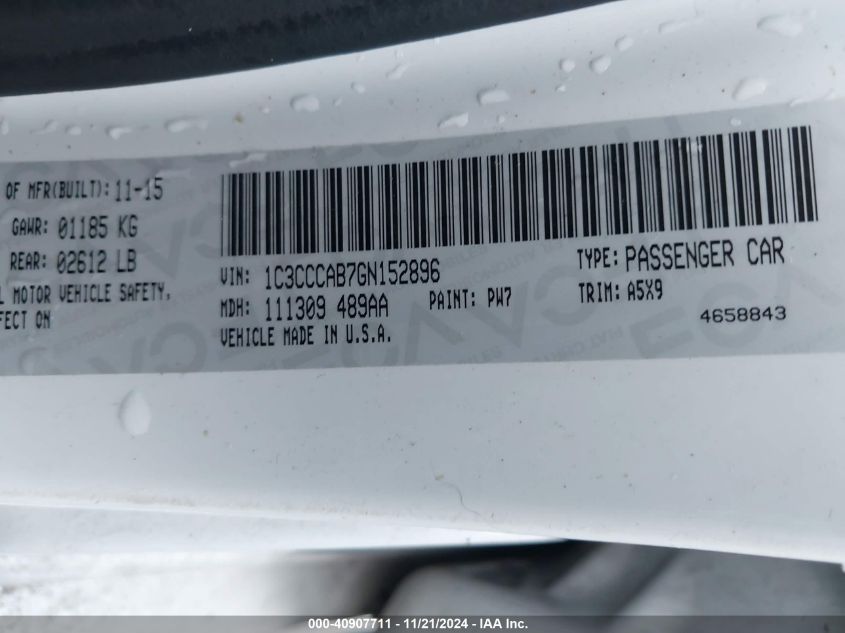 OF MFR(BUILT): 11-15
GAWR: 01185 KG
REAR: 02612 LB
MOTOR VEHICLE SAFETY,
ON
VIN: 1C3CCCAB7GN152896
TYPE: PASSENGER CAR
MDH: 111309 489AA
PAINT: PW7
TRIM: A5X9
VEHICLE MADE IN U.S.A.
4658843
000-40907711 - 11/21/2024 - IAA Inc.